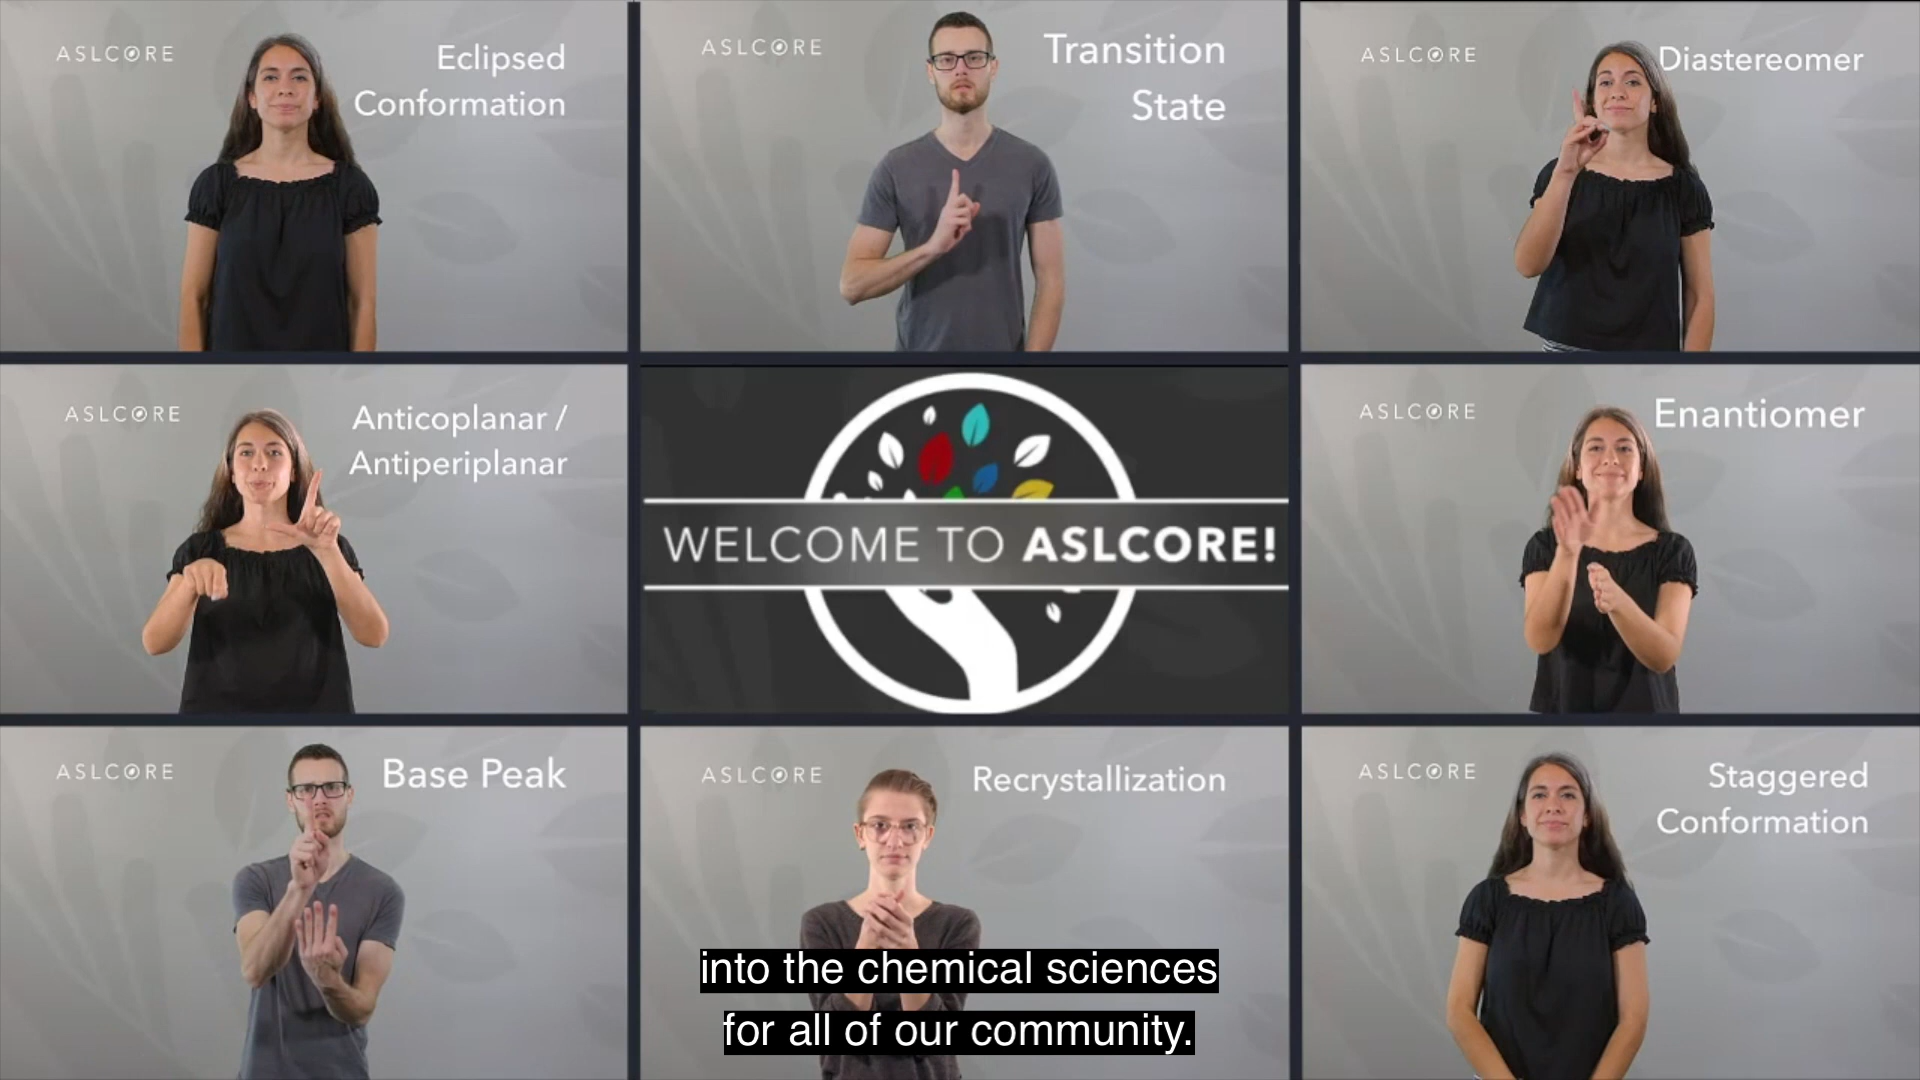 ASLCORE
Eclipsed
Conformation
ASLCORE
Transition
State
ASLCORE
Diastereomer
ASLCORE
Anticoplanar /
Antiperiplanar
WELCOME TO ASLCORE!
ASLCORE
Enantiomer
ASLCORE
Base Peak
ASLCORE
Recrystallization
ASLCORE
Staggered
Conformation
into the chemical sciences
for all of our community.